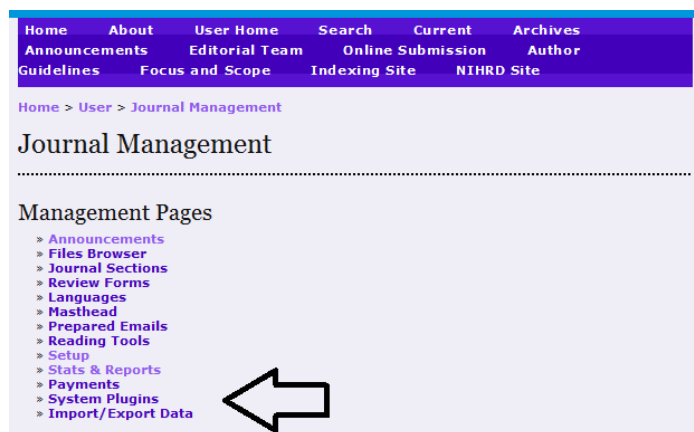 Home About User Home Search Current Archives
Announcements Editorial Team Online Submission Author
Guidelines Focus and Scope Indexing Site NIHRD Site
Home > User > Journal Management
Journal Management
Management Pages
» Announcements
» Files Browser
» Journal Sections
» Review Forms
» Languages
» Masthead
» Prepared Emails
» Reading Tools
» Setup
» Stats & Reports
» Payments
» System Plugins
» Import/Export Data